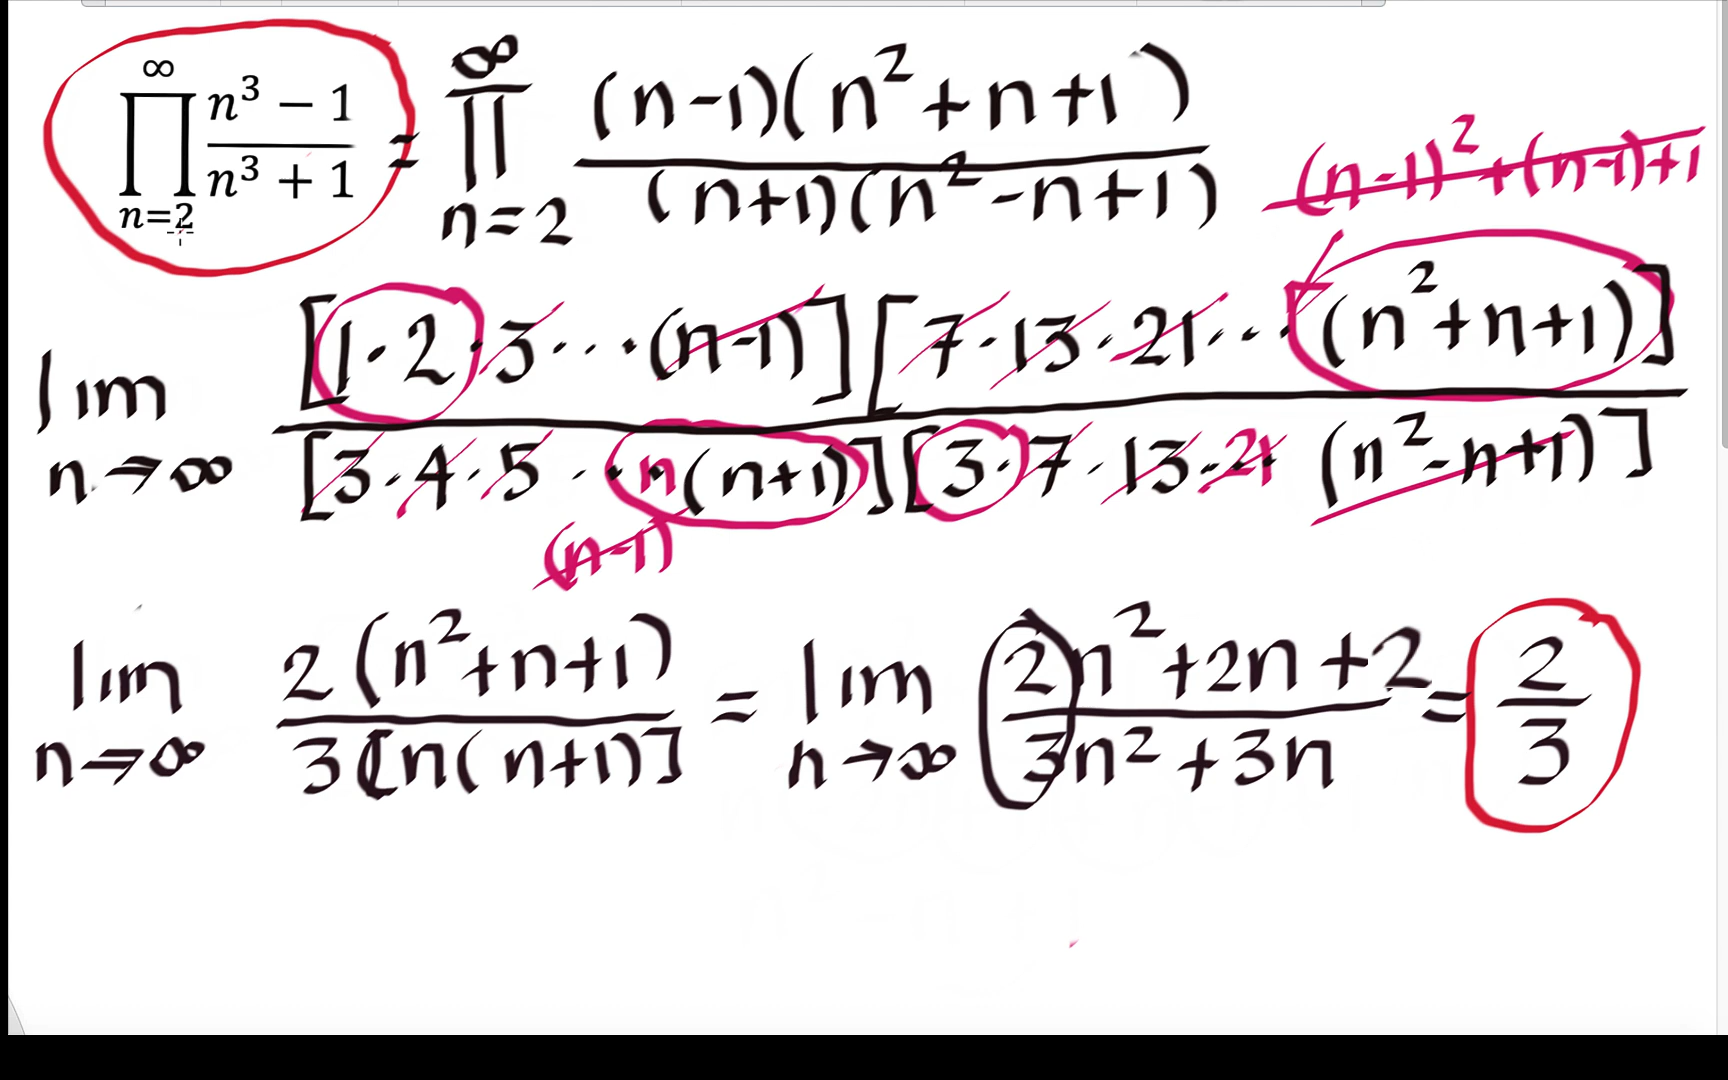 ∏_{n=2}^{∞} (n³ − 1)/(n³ + 1) = ∏_{n=2}^{∞} ((n-1)(n²+n+1))/((n+1)(n²-n+1))
(n-1)²+(n-1)+1
lim_{n→∞} ([1·2·3···(n-1)][7·13·21···(n²+n+1)])/([3·4·5···n(n+1)][3·7·13·21 (n²-n+1)])
(n-1)
lim_{n→∞} (2(n²+n+1))/(3[n(n+1)]) = lim_{n→∞} (2n²+2n+2)/(3n²+3n) = 2/3